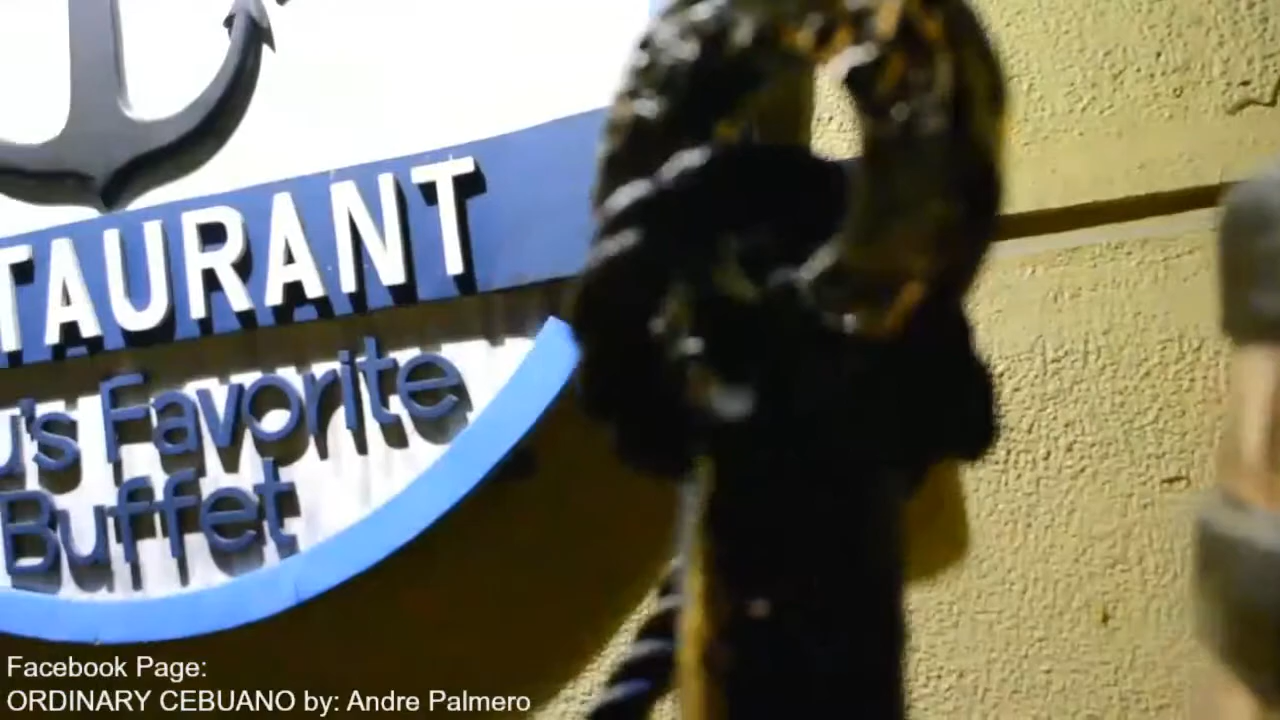 TAURANT
u's Favorite
Buffet
Facebook Page:
ORDINARY CEBUANO by: Andre Palmero